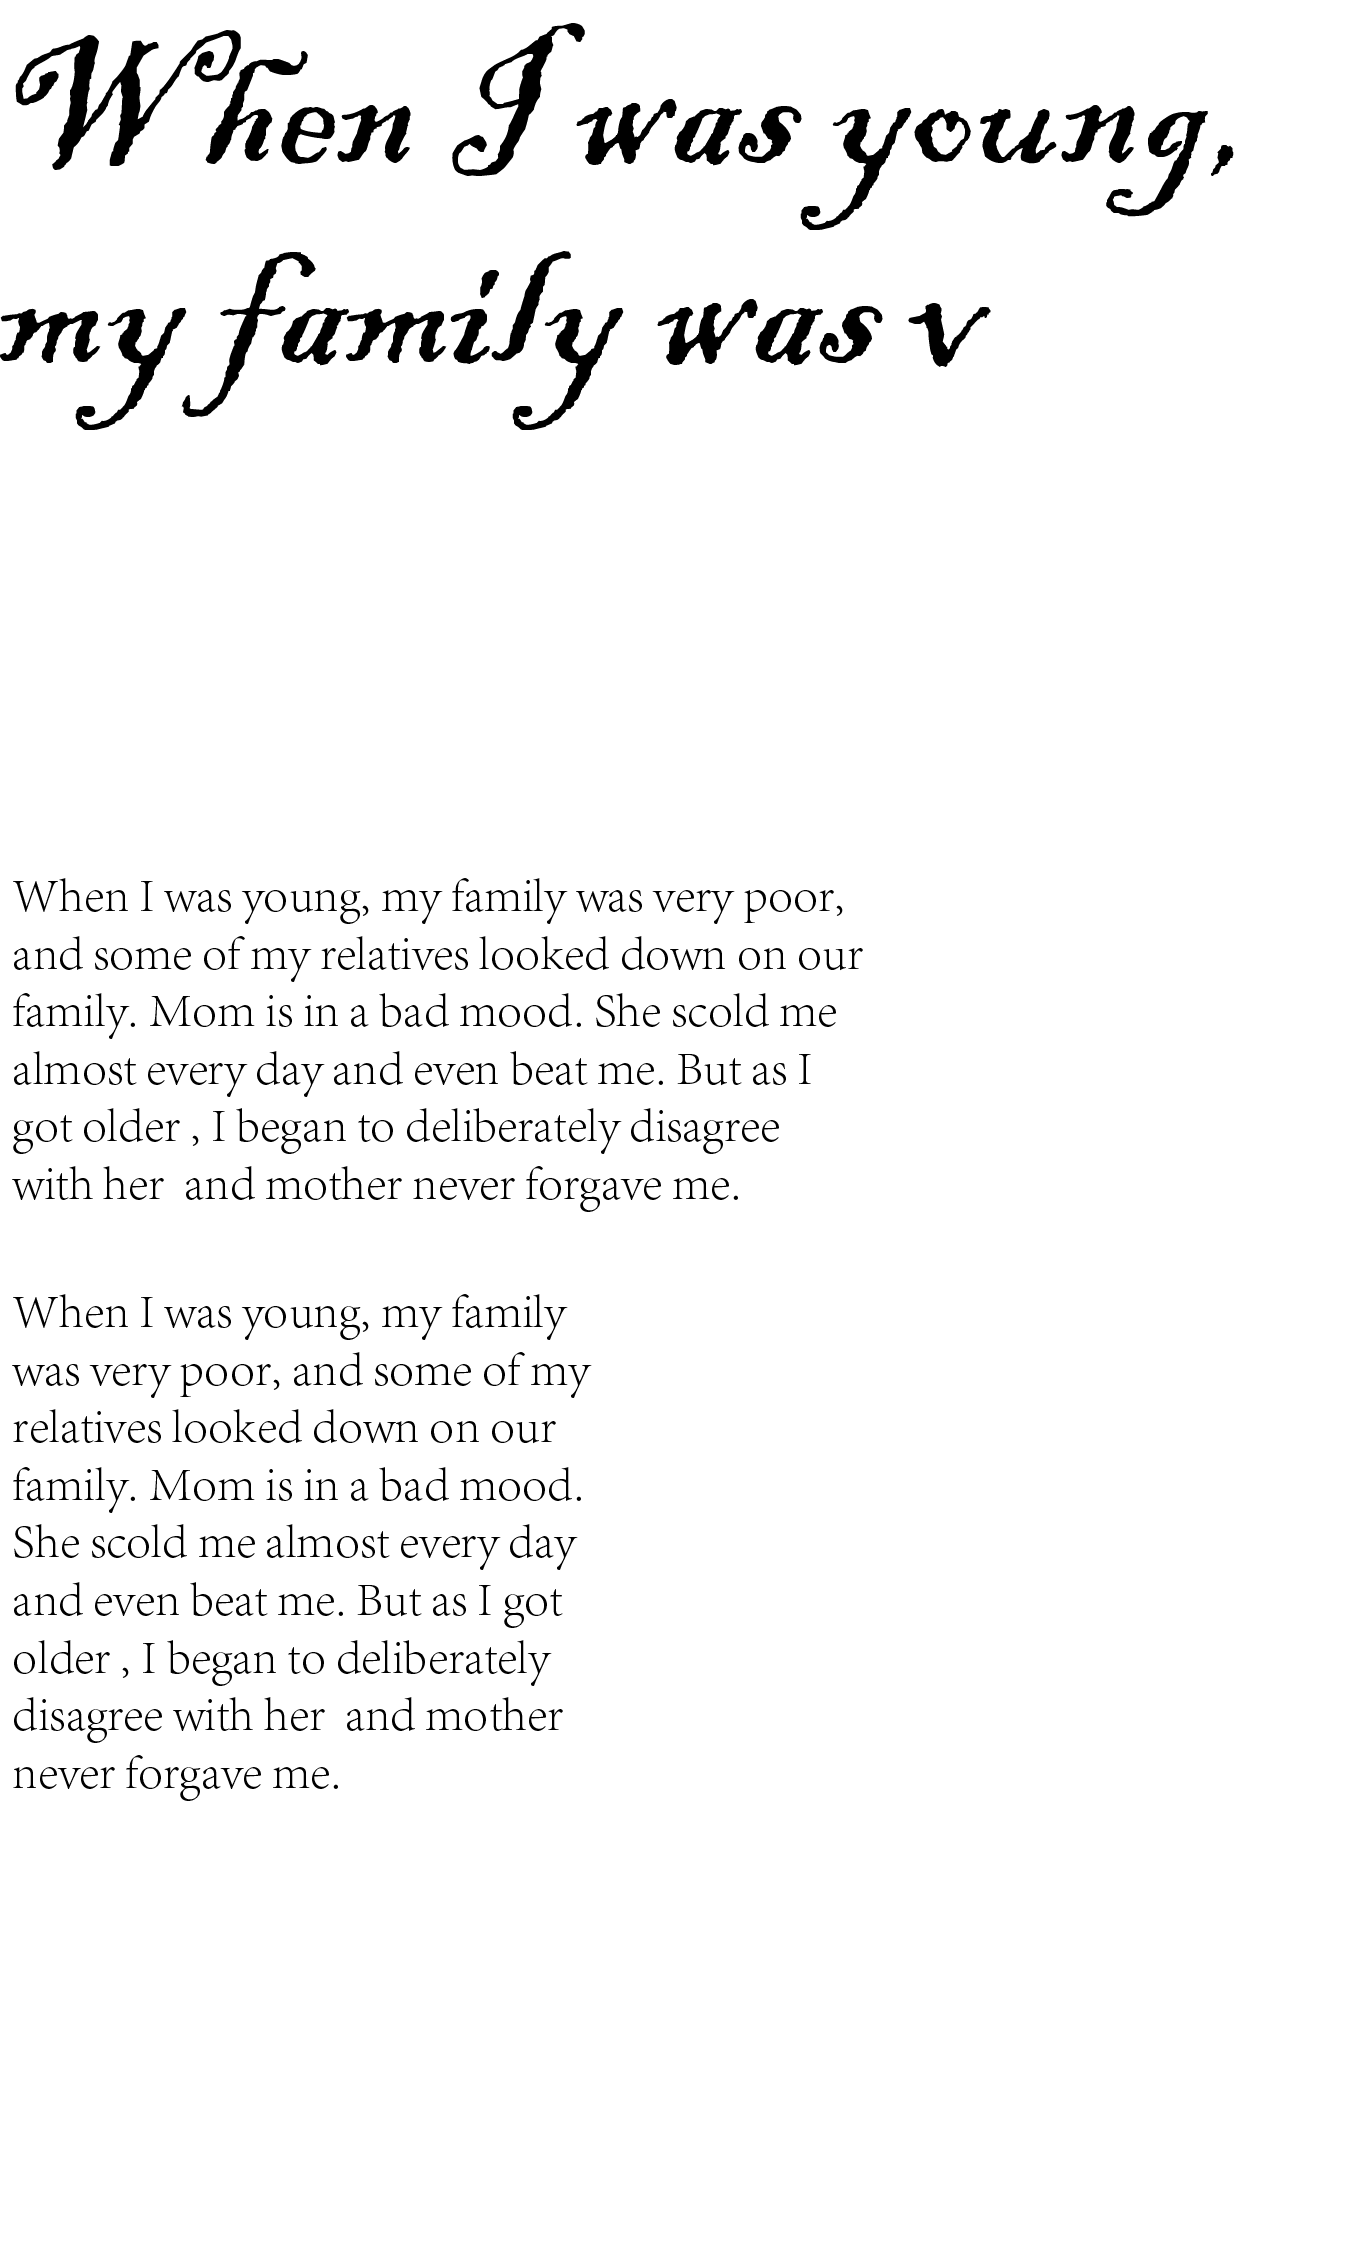 When I was young,
my family was v
When I was young, my family was very poor,
and some of my relatives looked down on our
family. Mom is in a bad mood. She scold me
almost every day and even beat me. But as I
got older , I began to deliberately disagree
with her  and mother never forgave me.
When I was young, my family
was very poor, and some of my
relatives looked down on our
family. Mom is in a bad mood.
She scold me almost every day
and even beat me. But as I got
older , I began to deliberately
disagree with her  and mother
never forgave me.